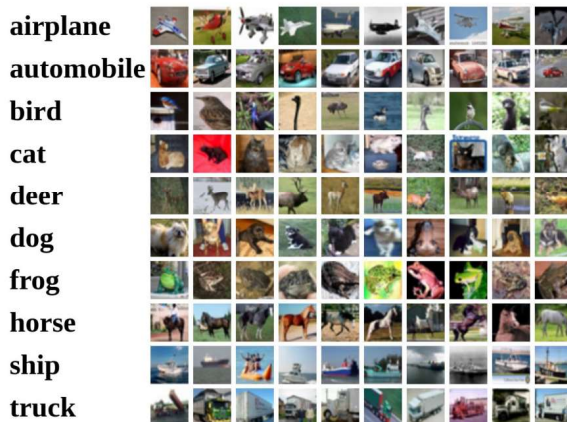 airplane
automobile
bird
cat
deer
dog
frog
horse
ship
truck